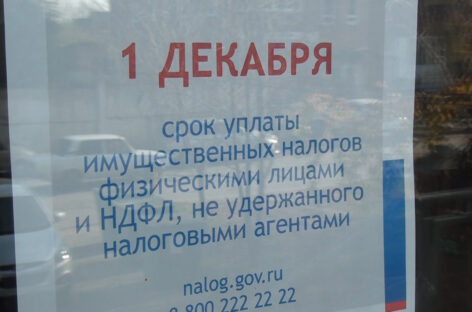 1 ДЕКАБРЯ
срок уплаты
имущественных налогов
физическими лицами
и НДФЛ, не удержанного
налоговыми агентами
nalog.gov.ru
8 800 222 22 22